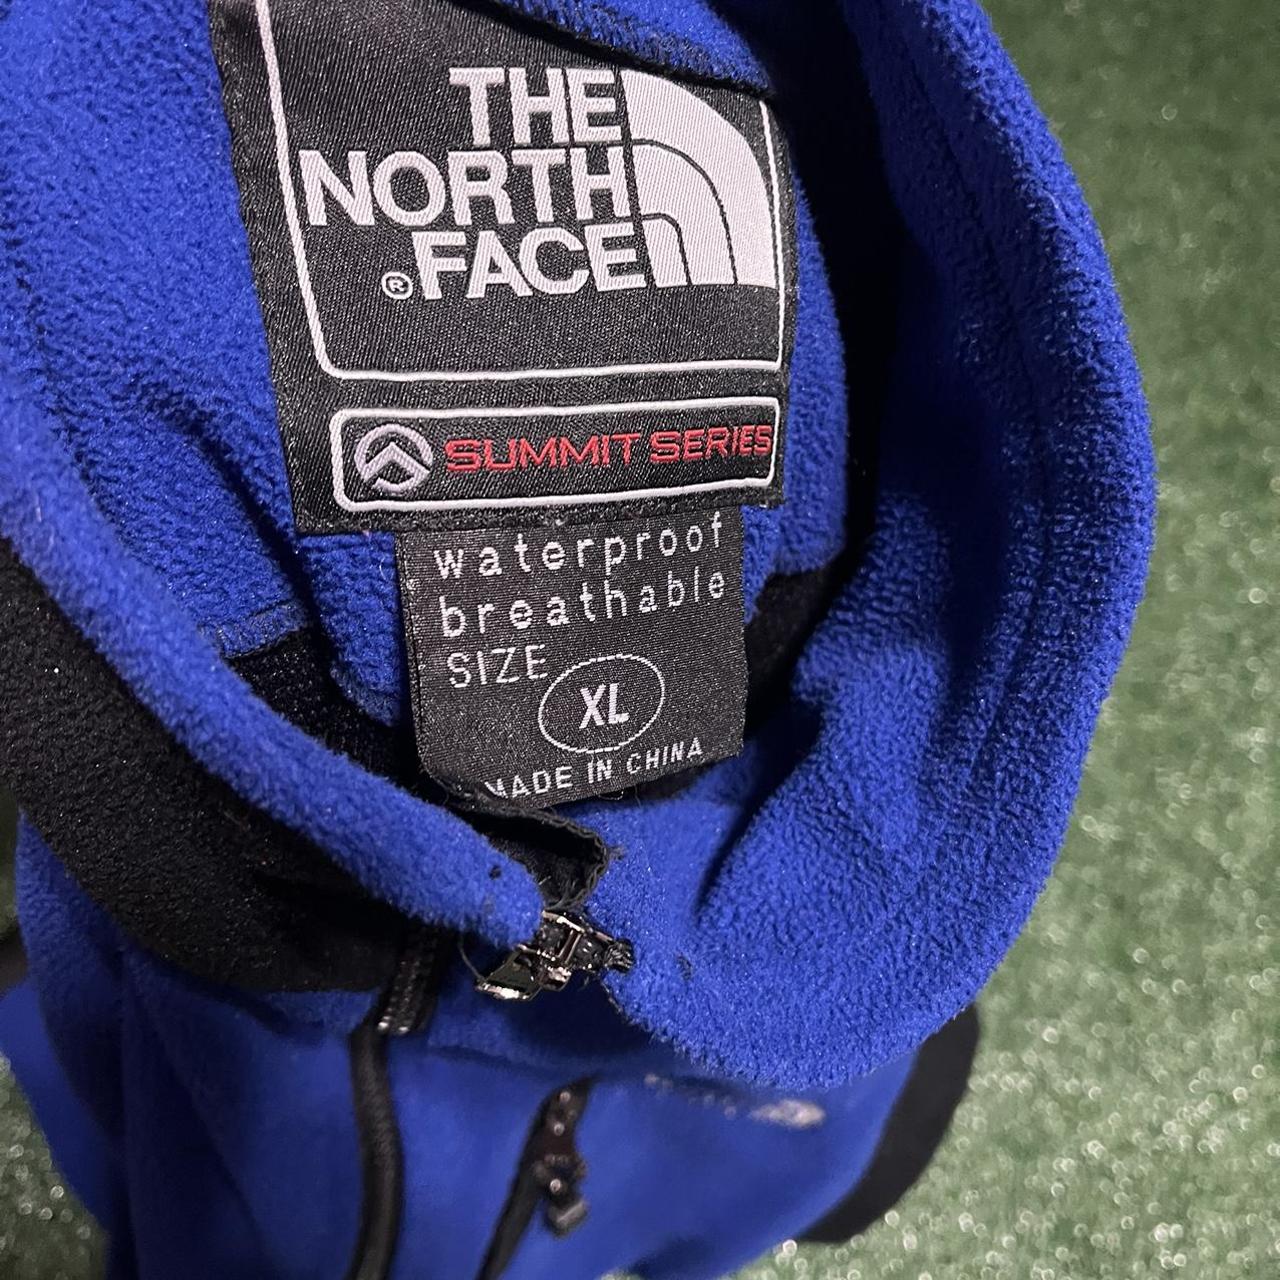 THE
NORTH
®FACE
SUMMIT SERIES
waterproof
breathable
SIZE
XL
MADE IN CHINA